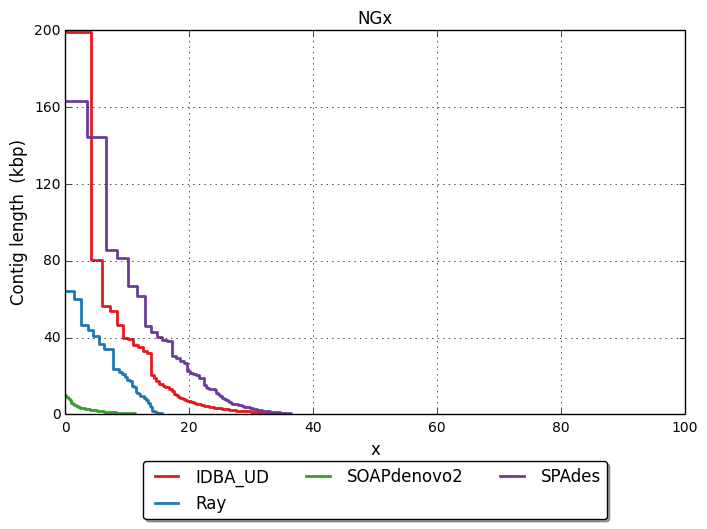 NGx
200
160
120
80
40
0
Contig length (kbp)
0 20 40 60 80 100
x
IDBA_UD SOAPdenovo2 SPAdes
Ray